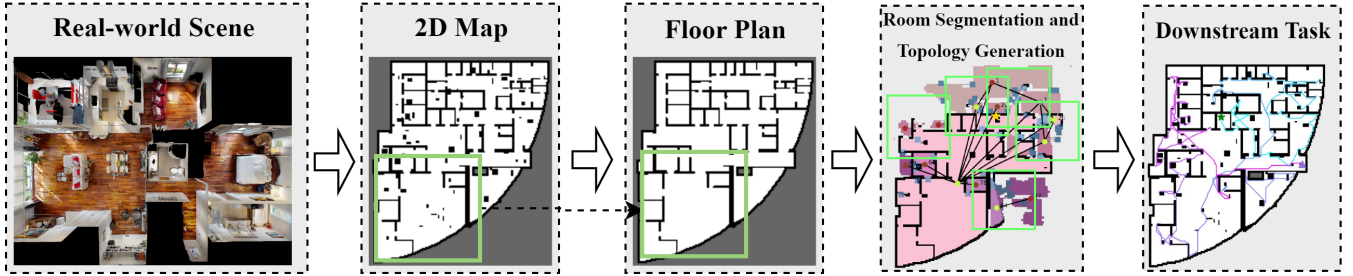 Real-world Scene
2D Map
Floor Plan
Room Segmentation and
Topology Generation
Downstream Task